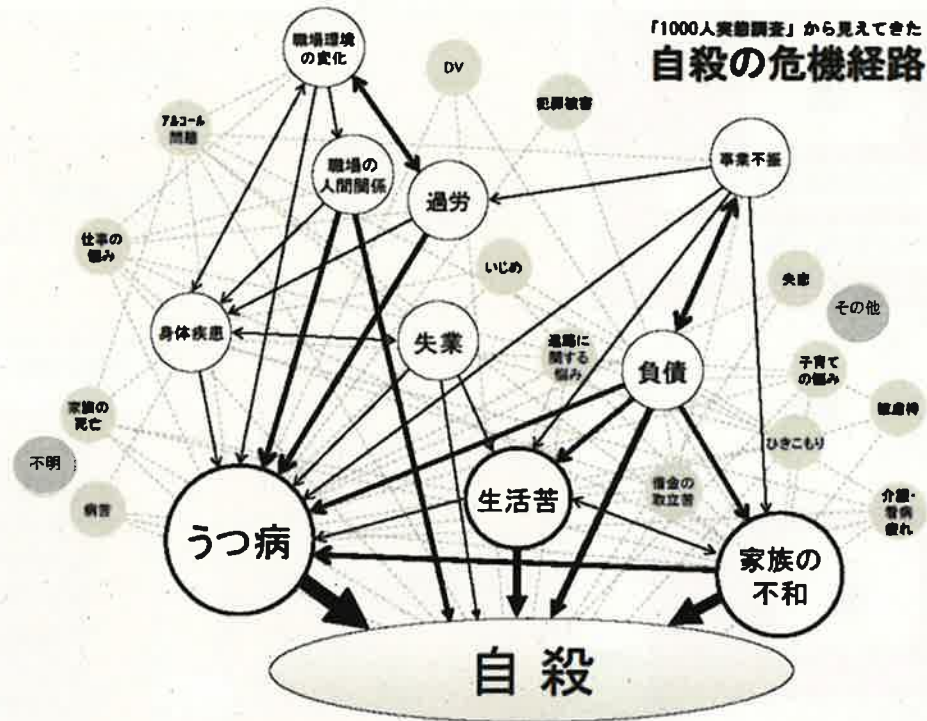 「1000人実態調査」から見えてきた
自殺の危機経路
職場環境
の変化
DV
犯罪被害
アルコール
問題
職場の
人間関係
過労
事業不振
仕事の
悩み
いじめ
失恋
その他
身体疾患
失業
進路に
関する
悩み
負債
子育て
の悩み
家族の
死亡
被虐待
ひきこもり
不明
病苦
うつ病
生活苦
借金の
取立苦
介護・
看病
疲れ
家族の
不和
自殺